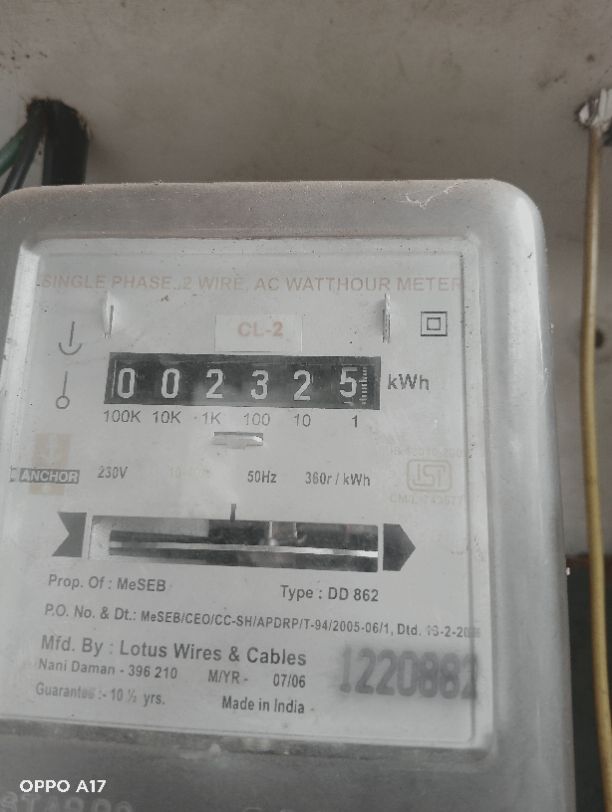 SINGLE PHASE, 2 WIRE, AC WATTHOUR METER
CL-2
0 0 2 3 2 5 kWh
100K 10K 1K 100 10 1
ANCHOR 230V 50Hz 360r / kWh
Prop. Of : MeSEB Type : DD 862
P.O. No. & Dt.: MeSEB/CEO/CC-SH/APDRP/T-94/2005-06/1, Dtd.
Mfd. By : Lotus Wires & Cables
Nani Daman - 396 210 M/YR - 07/06
Guarantee :- 10 ½ yrs. Made in India
1220882
OPPO A17